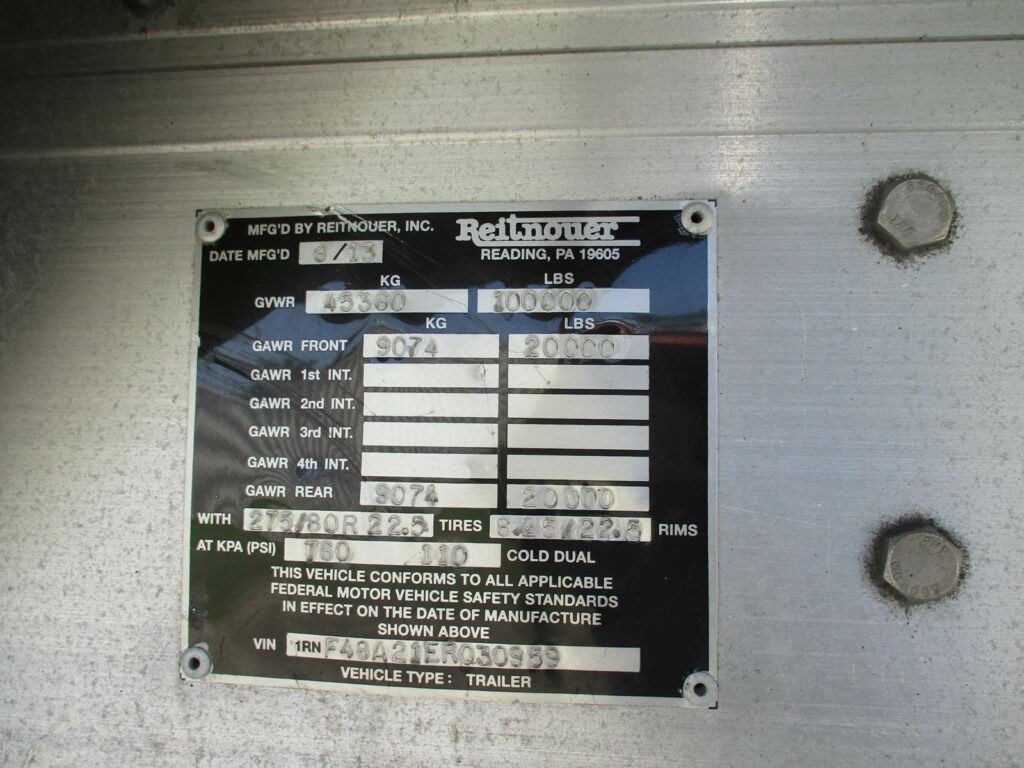 MFG'D BY REITNOUER, INC. Reitnouer
DATE MFG'D 8/13 READING, PA 19605
KG LBS
GVWR 45360 100000
KG LBS
GAWR FRONT 9074 20000
GAWR 1st INT.
GAWR 2nd INT.
GAWR 3rd INT.
GAWR 4th INT.
GAWR REAR 9074 20000
WITH 275/80R 22.5 TIRES 8.25/22.5 RIMS
AT KPA (PSI) 760 110 COLD DUAL
THIS VEHICLE CONFORMS TO ALL APPLICABLE
FEDERAL MOTOR VEHICLE SAFETY STANDARDS
IN EFFECT ON THE DATE OF MANUFACTURE
SHOWN ABOVE
VIN 1RNF48A21ER030959
VEHICLE TYPE: TRAILER